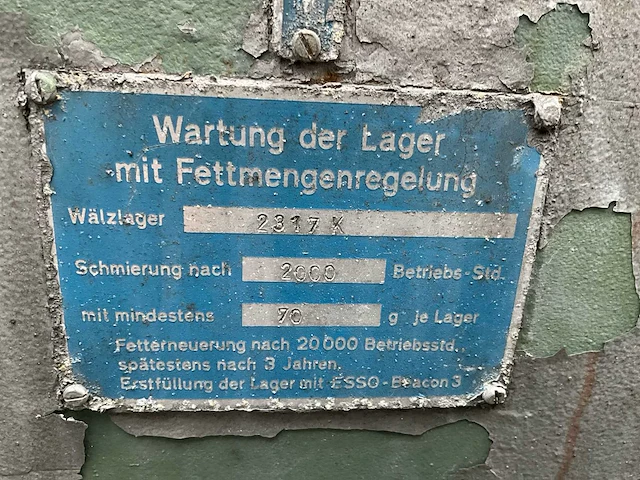 Wartung der Lager
mit Fettmengenregelung
Wälzlager 2317 K
Schmierung nach 2000 Betriebs-Std.
mit mindestens 70 g je Lager
Fetterneuerung nach 20000 Betriebsstd.
spätestens nach 3 Jahren.
Erstfüllung der Lager mit ESSO-Beacon 3